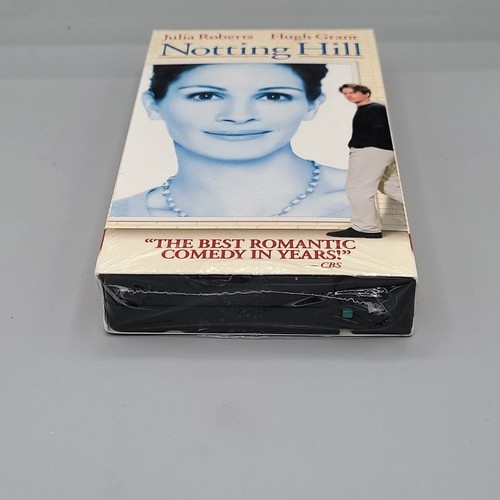 Julia Roberts Hugh Grant
Notting Hill
“THE BEST ROMANTIC
COMEDY IN YEARS!”
– CBS